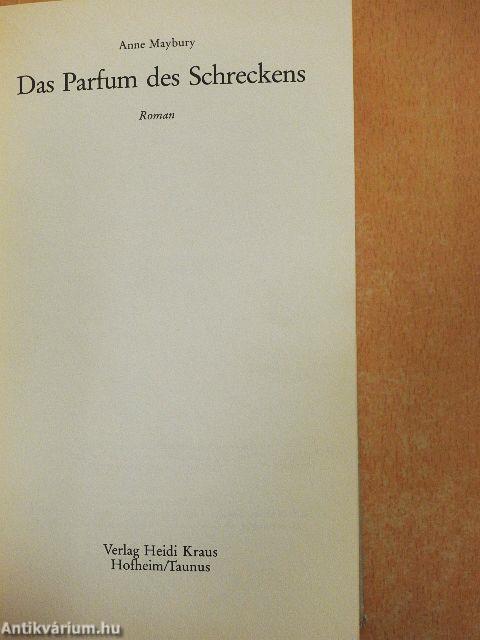 Anne Maybury
Das Parfum des Schreckens
Roman
Verlag Heidi Kraus
Hofheim/Taunus
Antikvárium.hu